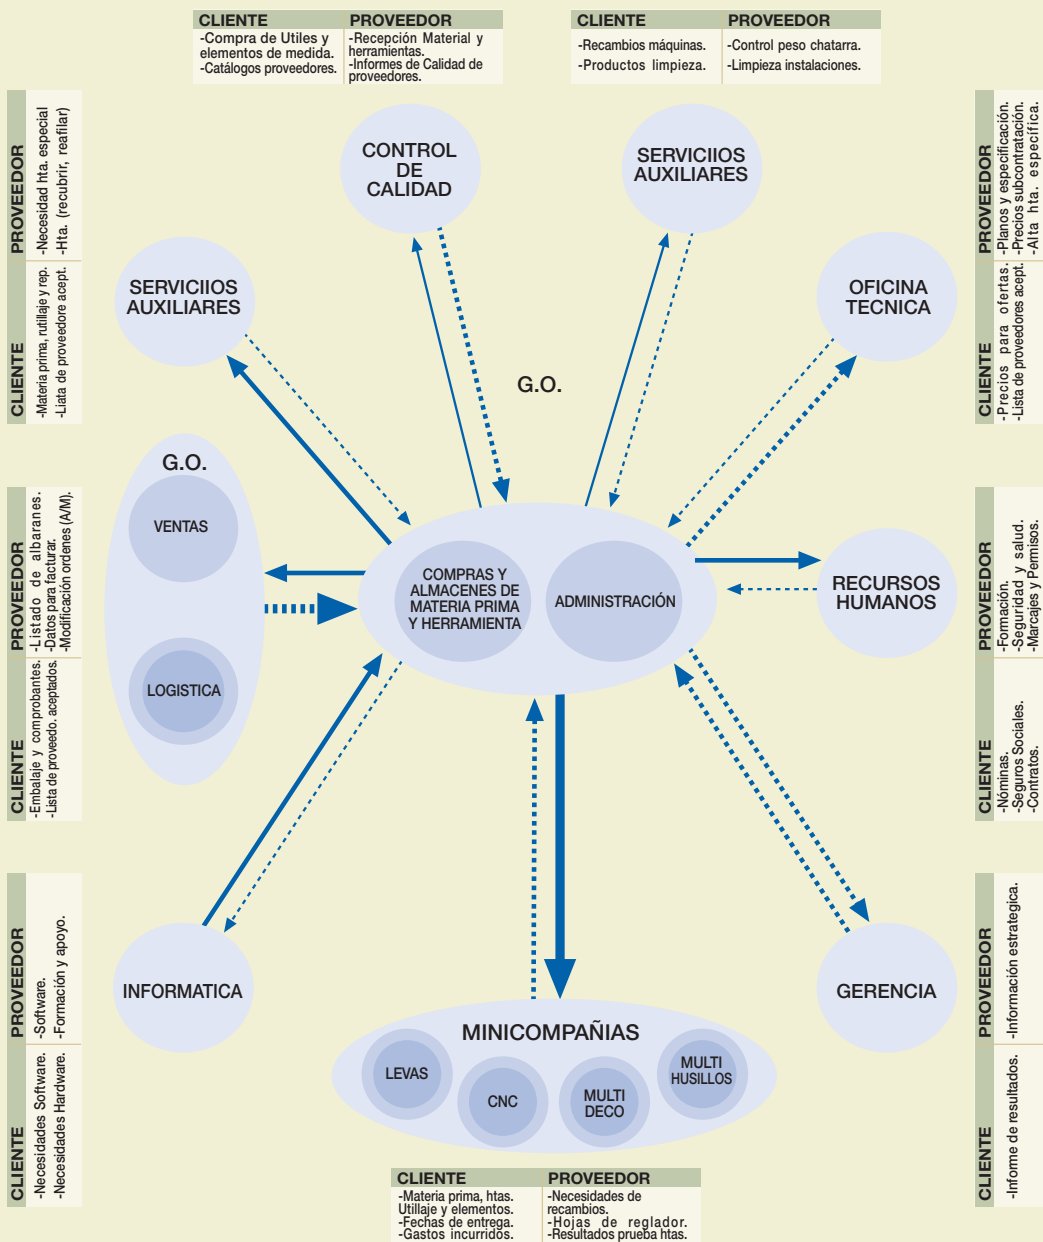 CLIENTE PROVEEDOR
-Compra de Utiles y
elementos de medida.
-Catálogos proveedores.
-Recepción Material y
herramientas.
-Informes de Calidad de
proveedores.
CLIENTE PROVEEDOR
-Recambios máquinas.
-Productos limpieza.
-Control peso chatarra.
-Limpieza instalaciones.
PROVEEDOR
-Necesidad hta. especial
-Hta. (recubrir, reafilar)
CLIENTE
-Materia prima, rutillaje y rep.
-Liata de proveedore acept.
CONTROL
DE
CALIDAD
SERVICIIOS
AUXILIARES
PROVEEDOR
-Planos y especificación.
-Precios subcontratación.
-Alta hta. específica.
CLIENTE
-Precios para ofertas.
-Lista de proveedores acept.
SERVICIIOS
AUXILIARES
OFICINA
TECNICA
G.O.
G.O.
VENTAS
LOGISTICA
PROVEEDOR
-Listado de albaranes.
-Datos para facturar.
-Modificación ordenes (A/M).
CLIENTE
-Embalaje y comprobantes.
-Lista de proveedo. aceptados.
COMPRAS Y
ALMACENES DE
MATERIA PRIMA
Y HERRAMIENTA
ADMINISTRACIÓN
RECURSOS
HUMANOS
PROVEEDOR
-Formación.
-Seguridad y salud.
-Marcajes y Permisos.
CLIENTE
-Nóminas.
-Seguros Sociales.
-Contratos.
PROVEEDOR
-Software.
-Formación y apoyo.
CLIENTE
-Necesidades Software.
-Necesidades Hardware.
INFORMATICA
GERENCIA
PROVEEDOR
-Información estrategica.
CLIENTE
-Informe de resultados.
MINICOMPAÑIAS
LEVAS
CNC
MULTI
DECO
MULTI
HUSILLOS
CLIENTE PROVEEDOR
-Materia prima, htas.
Utillaje y elementos.
-Fechas de entrega.
-Gastos incurridos.
-Necesidades de
recambios.
-Hojas de reglador.
-Resultados prueba htas.